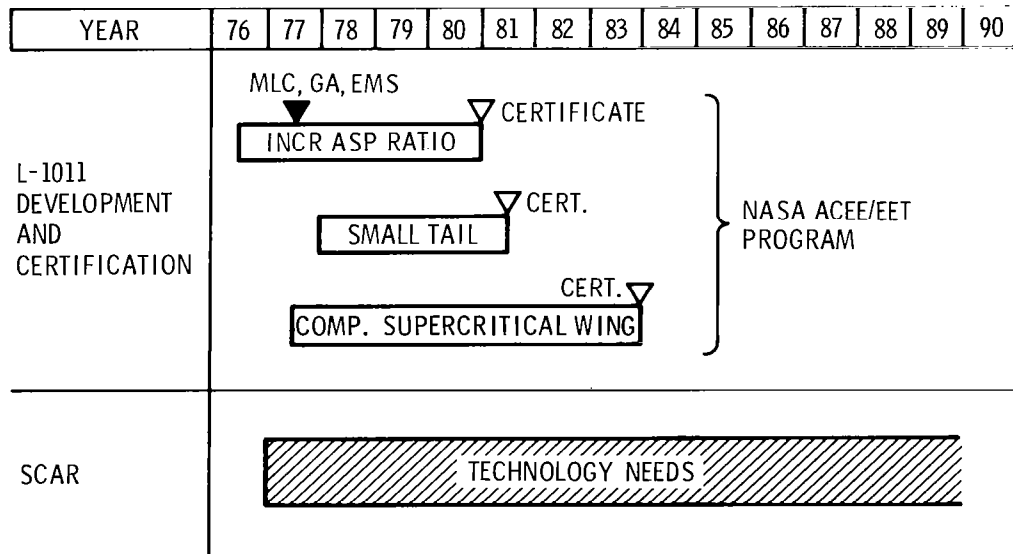 YEAR 76 77 78 79 80 81 82 83 84 85 86 87 88 89 90
MLC, GA, EMS
CERTIFICATE
INCR ASP RATIO
L-1011
DEVELOPMENT
AND
CERTIFICATION
CERT.
SMALL TAIL
NASA ACEE/EET
PROGRAM
CERT.
COMP. SUPERCRITICAL WING
SCAR
TECHNOLOGY NEEDS